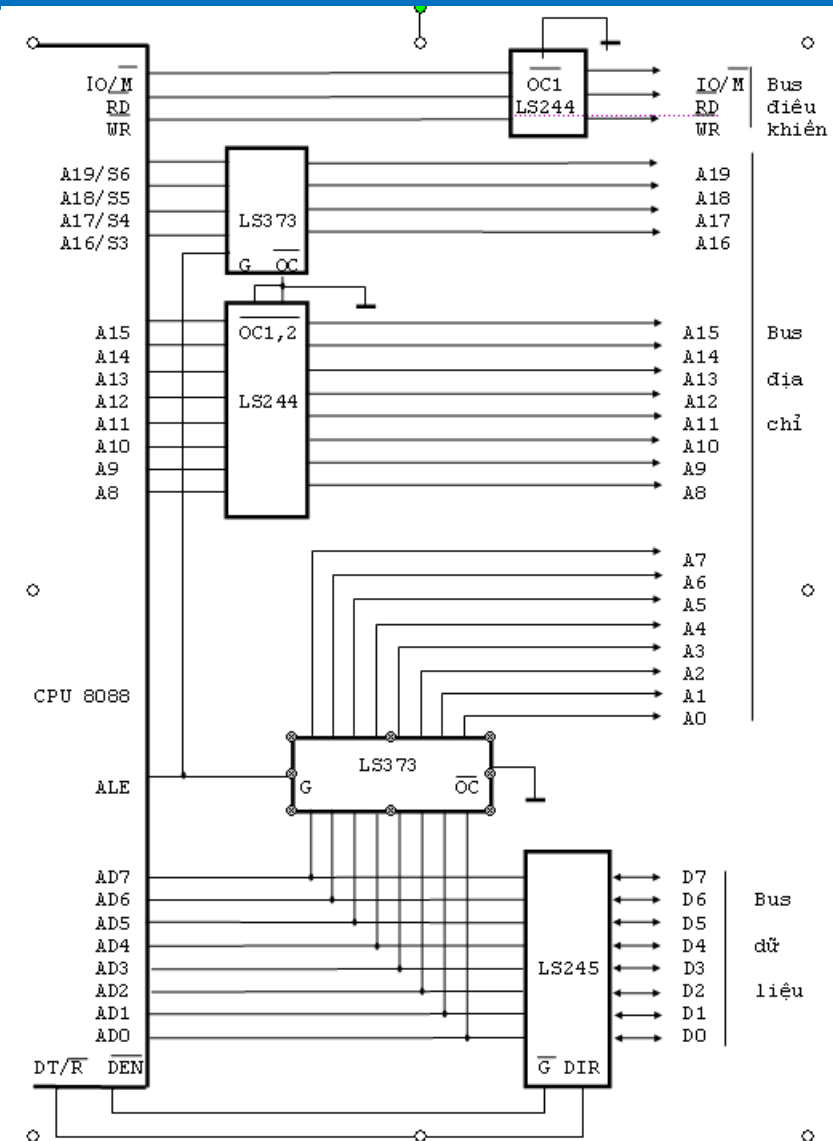 IO/M̅ OC1 IO/M̅ Bus
RD LS244 RD điêu
WR WR khiển
A19/S6 A19
A18/S5 A18
A17/S4 LS373 A17
A16/S3 A16
G OC
A15 OC1,2 A15 Bus
A14 A14
A13 A13 địa
A12 LS244 A12
A11 A11 chỉ
A10 A10
A9 A9
A8 A8
A7
A6
A5
A4
A3
A2
CPU 8088 A1
A0
LS373
ALE G OC
AD7 D7
AD6 D6 Bus
AD5 D5
AD4 D4 dữ
AD3 LS245 D3
AD2 D2 liệu
AD1 D1
AD0 D0
DT/R̅ DEN G̅ DIR